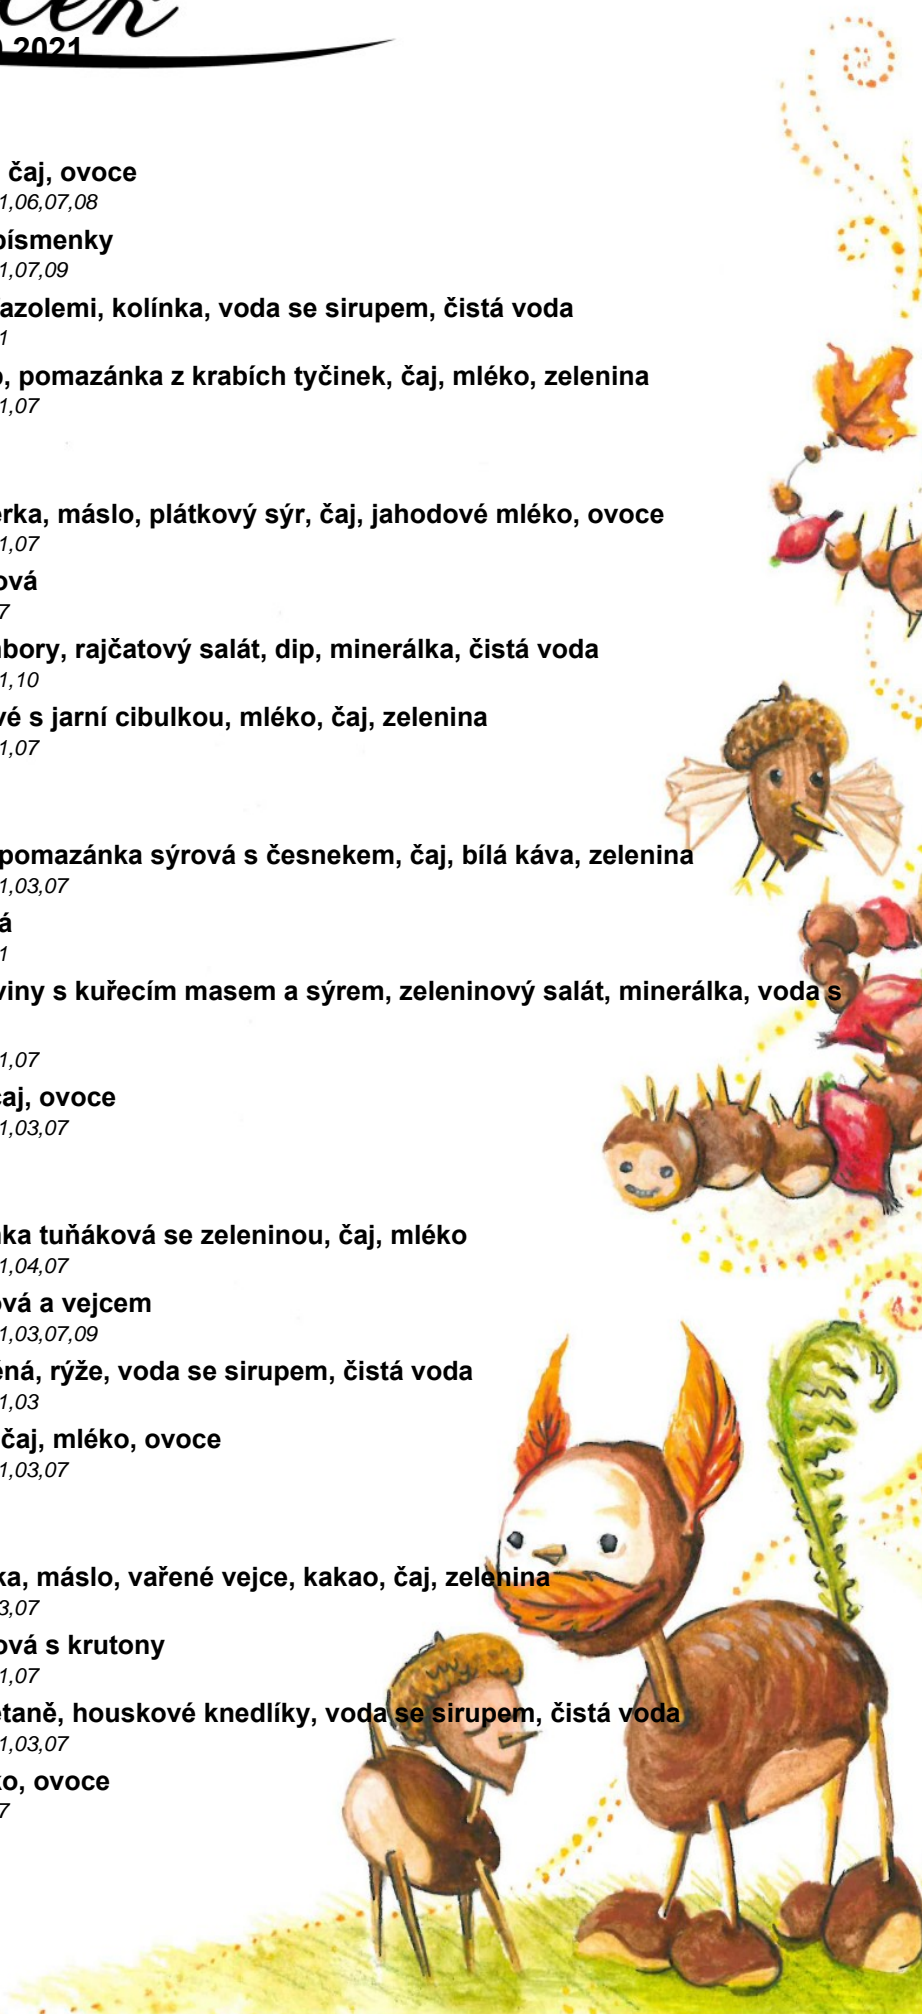 2021
čaj, ovoce
1,06,07,08
písmenky
1,07,09
azolemi, kolínka, voda se sirupem, čistá voda
1
, pomazánka z krabích tyčinek, čaj, mléko, zelenina
1,07
erka, máslo, plátkový sýr, čaj, jahodové mléko, ovoce
1,07
ová
7
bory, rajčatový salát, dip, minerálka, čistá voda
1,10
vé s jarní cibulkou, mléko, čaj, zelenina
1,07
pomazánka sýrová s česnekem, čaj, bílá káva, zelenina
1,03,07
á
1
viny s kuřecím masem a sýrem, zeleninový salát, minerálka, voda s
1,07
čaj, ovoce
1,03,07
ka tuňáková se zeleninou, čaj, mléko
1,04,07
ová a vejcem
1,03,07,09
ěná, rýže, voda se sirupem, čistá voda
1,03
čaj, mléko, ovoce
1,03,07
ka, máslo, vařené vejce, kakao, čaj, zelenina
3,07
ová s krutony
1,07
etaně, houskové knedlíky, voda se sirupem, čistá voda
1,03,07
ko, ovoce
7